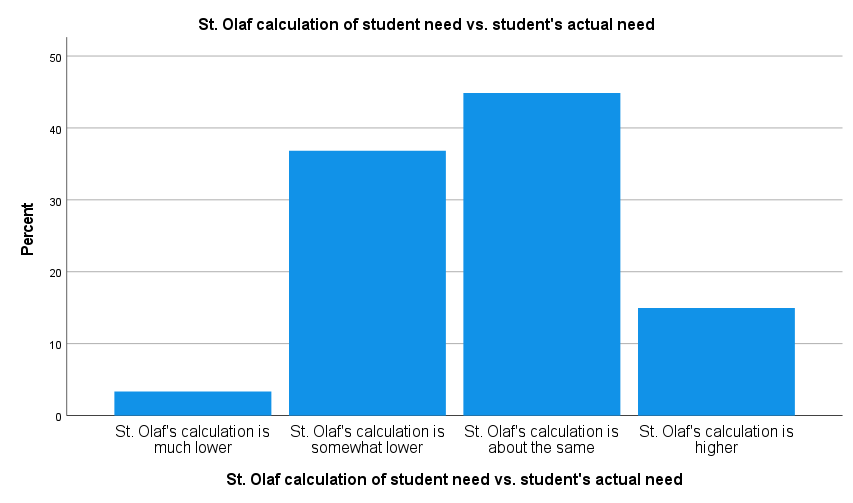 St. Olaf calculation of student need vs. student's actual need
50
40
30
20
10
0
Percent
St. Olaf's calculation is
much lower
St. Olaf's calculation is
somewhat lower
St. Olaf's calculation is
about the same
St. Olaf's calculation is
higher
St. Olaf calculation of student need vs. student's actual need